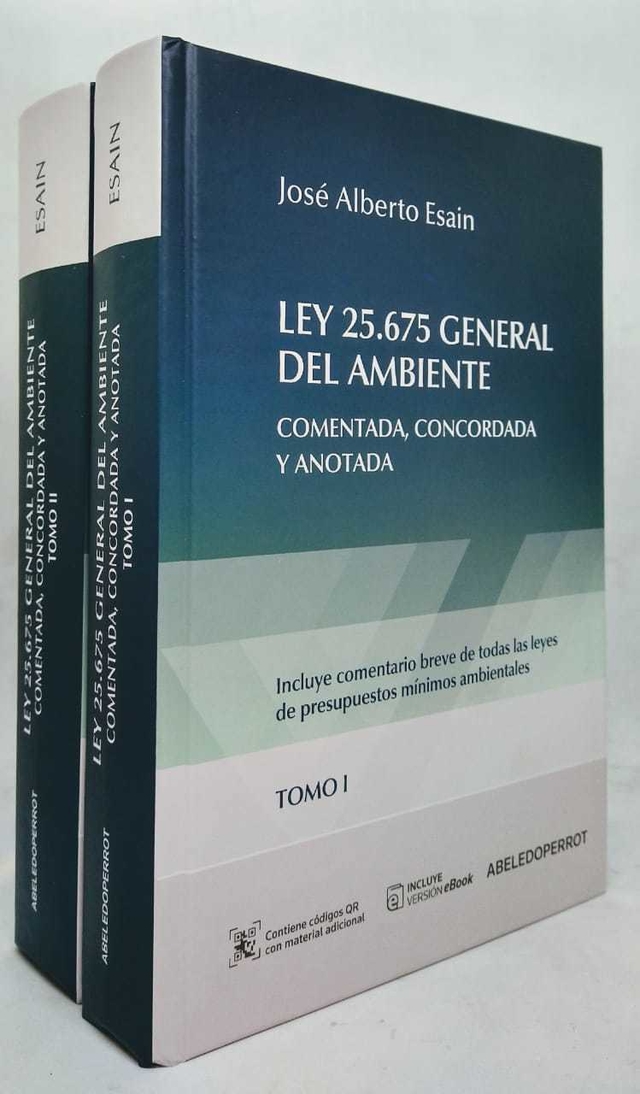 ESAIN
LEY 25.675 GENERAL DEL AMBIENTE
COMENTADA, CONCORDADA Y ANOTADA
TOMO II
ABELEDOPERROT
ESAIN
LEY 25.675 GENERAL DEL AMBIENTE
COMENTADA, CONCORDADA Y ANOTADA
TOMO I
ABELEDOPERROT
José Alberto Esain
LEY 25.675 GENERAL
DEL AMBIENTE
COMENTADA, CONCORDADA
Y ANOTADA
Incluye comentario breve de todas las leyes
de presupuestos mínimos ambientales
TOMO I
Contiene códigos QR
con material adicional
INCLUYE
VERSIÓN eBook
ABELEDOPERROT